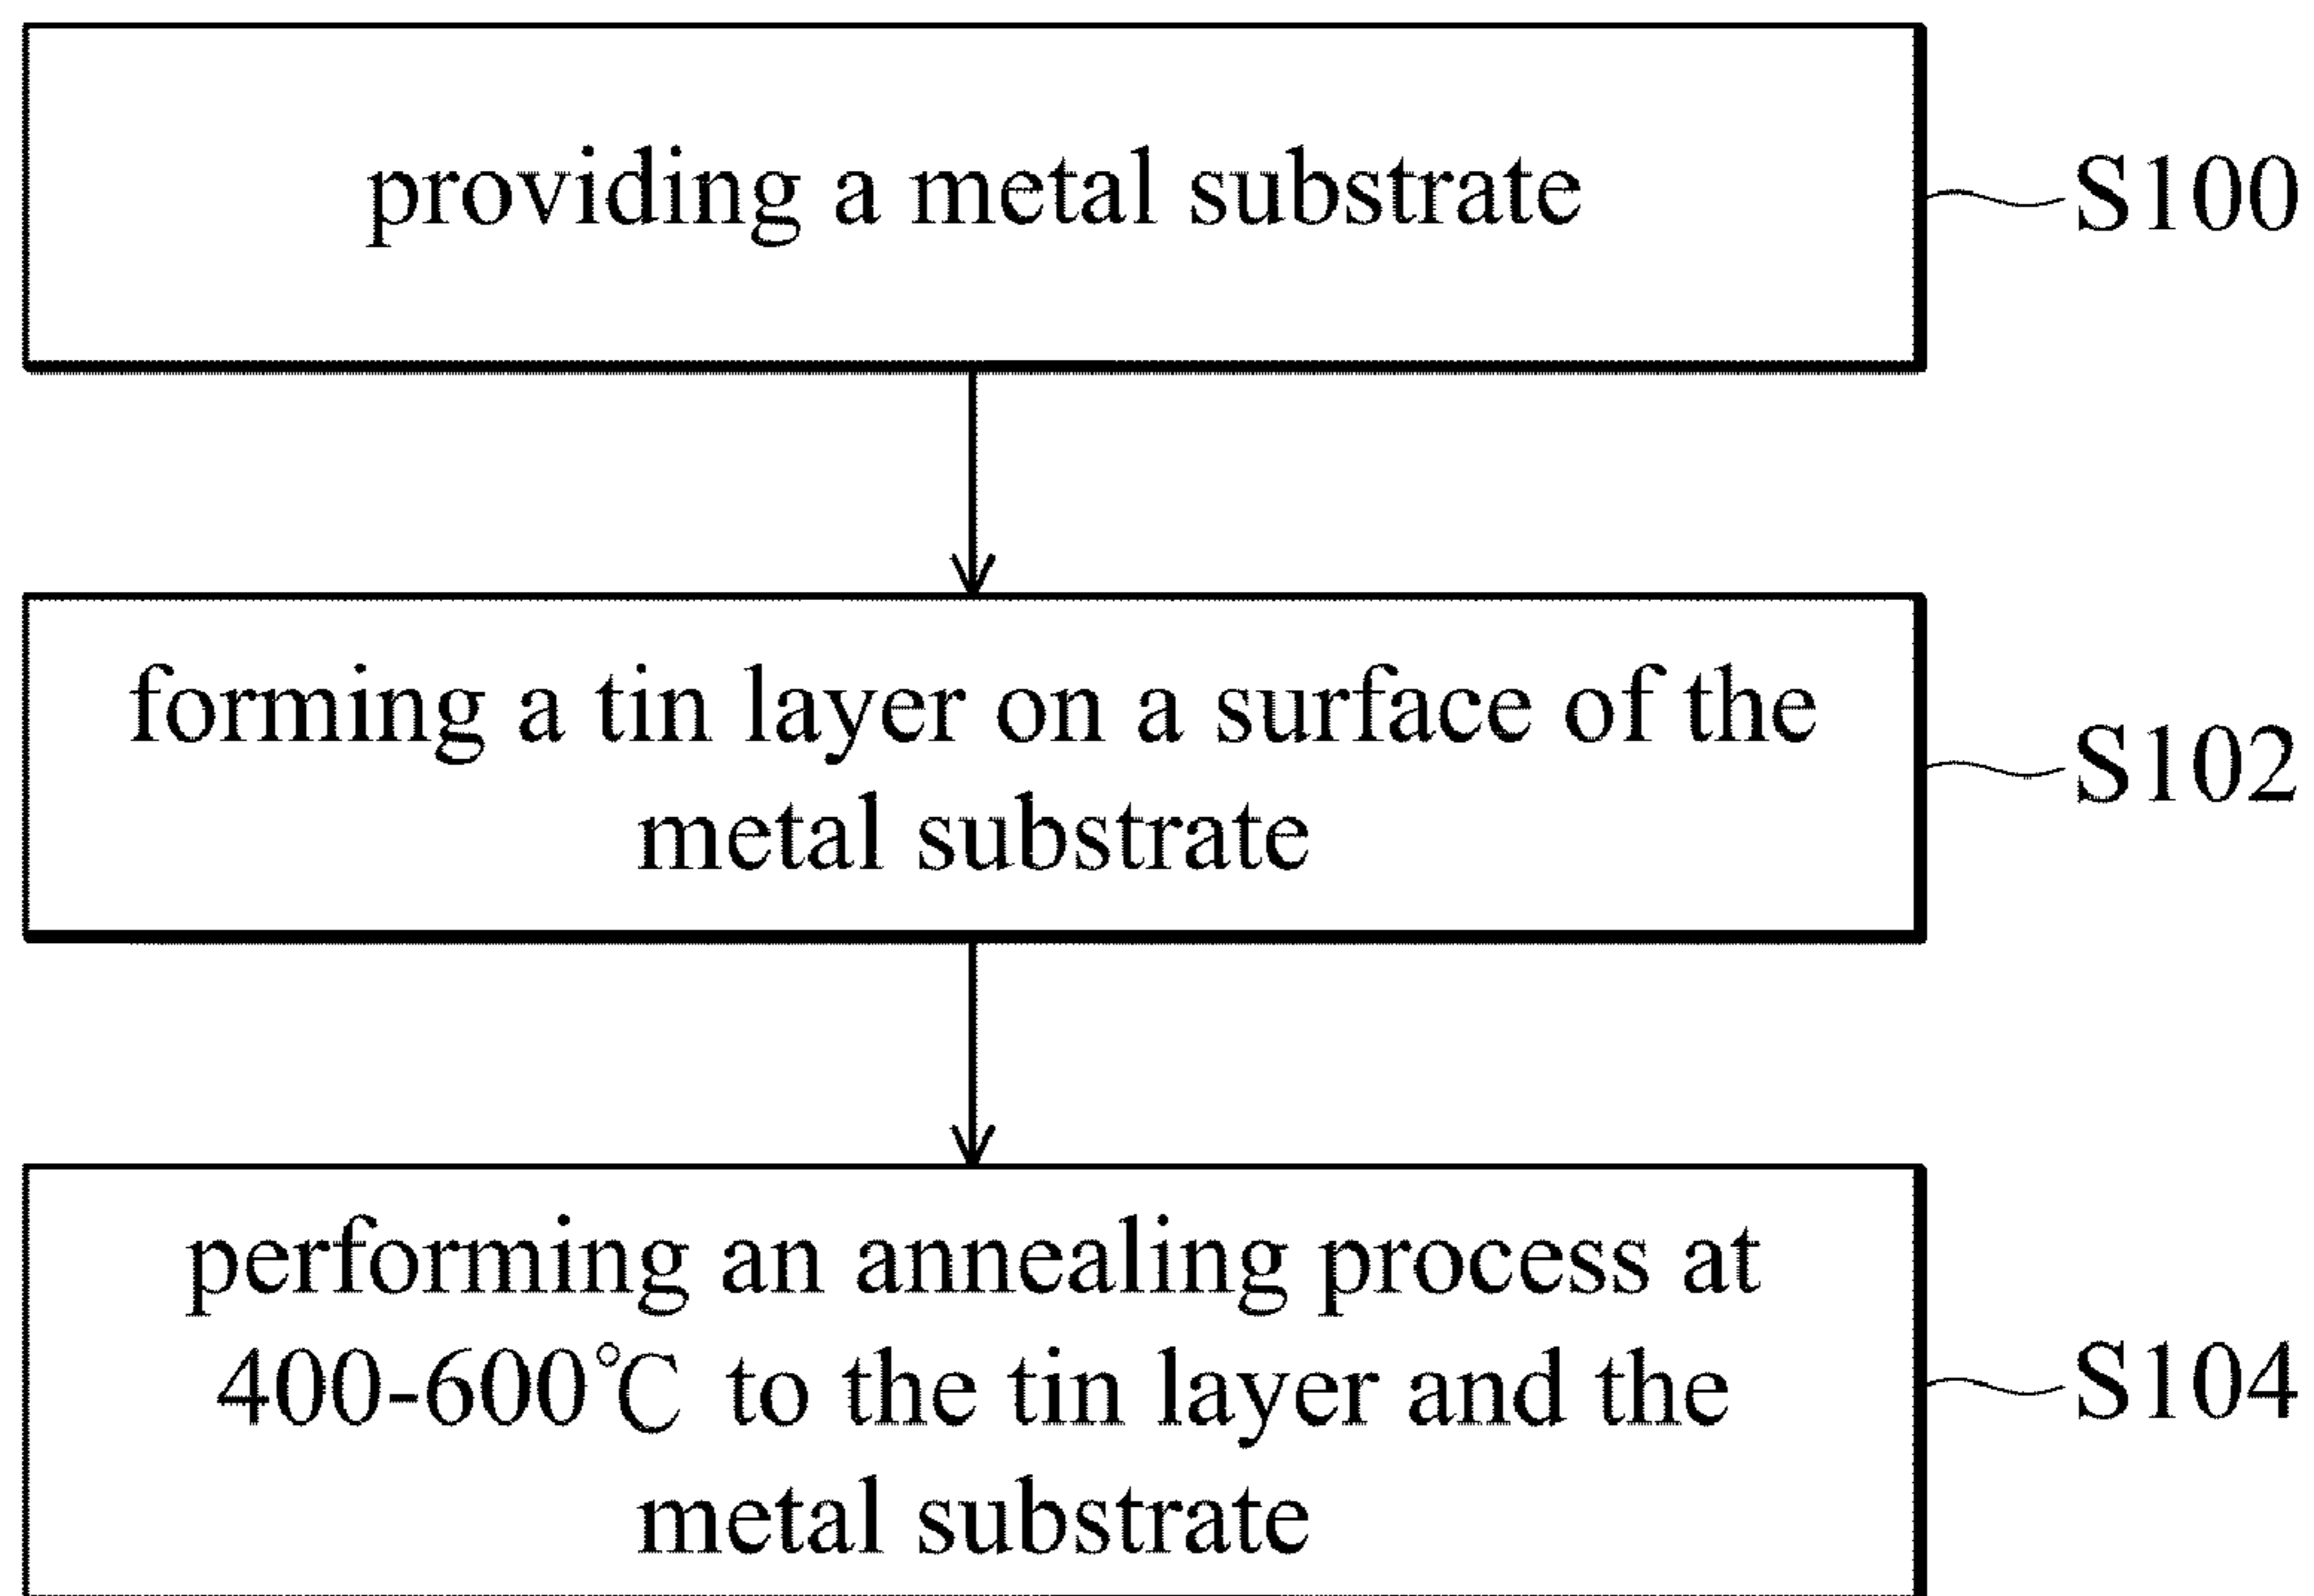 providing a metal substrate
S100
forming a tin layer on a surface of the
metal substrate
S102
performing an annealing process at
400-600℃ to the tin layer and the
metal substrate
S104